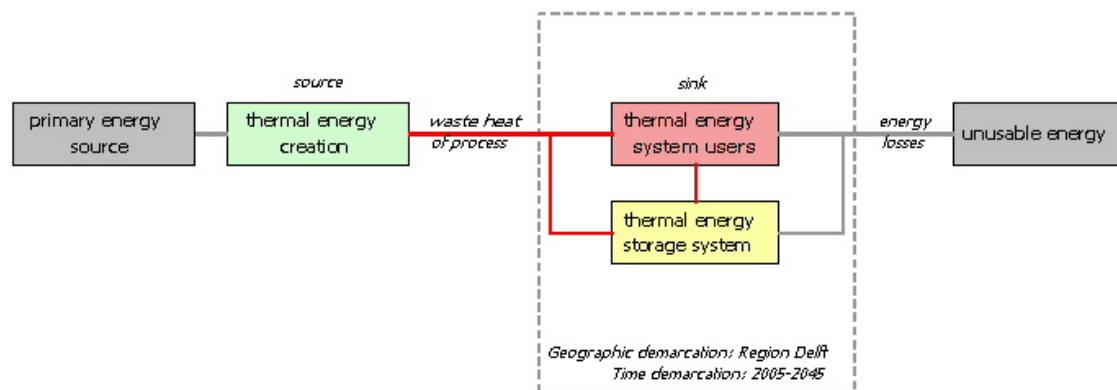 source
sink
primary energy
source
thermal energy
creation
waste heat
of process
thermal energy
system users
energy
losses
unusable energy
thermal energy
storage system
Geographic demarcation: Region Delft
Time demarcation: 2005-2045